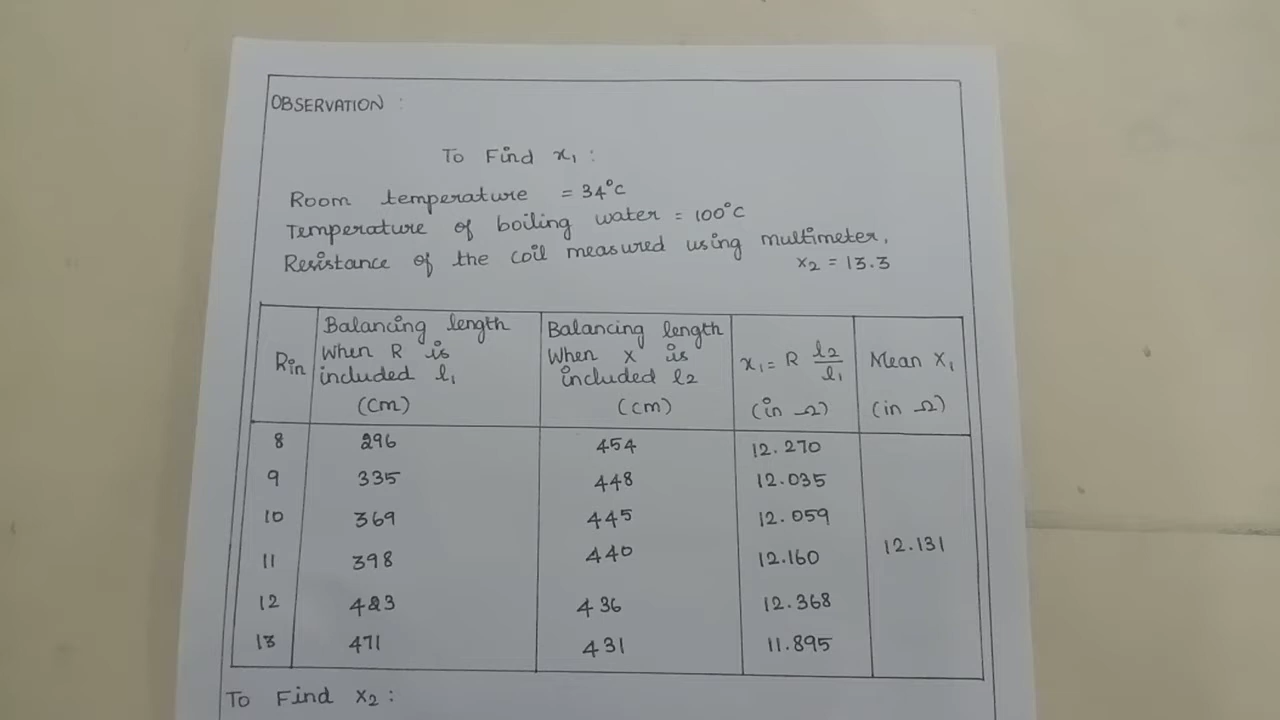 OBSERVATION :
To Find x₁ :
Room temperature = 34°c
Temperature of boiling water = 100°C
Resistance of the coil measured using multimeter,
x₂ = 13.3
Rin | Balancing length When R is included l₁ (cm) | Balancing length When X is included l₂ (cm) | x₁ = R l₂/l₁ (in Ω) | Mean X₁ (in Ω)
8 | 296 | 454 | 12.270 | 12.131
9 | 335 | 448 | 12.035
10 | 369 | 445 | 12.059
11 | 398 | 440 | 12.160
12 | 423 | 436 | 12.368
13 | 471 | 431 | 11.895
To Find x₂ :